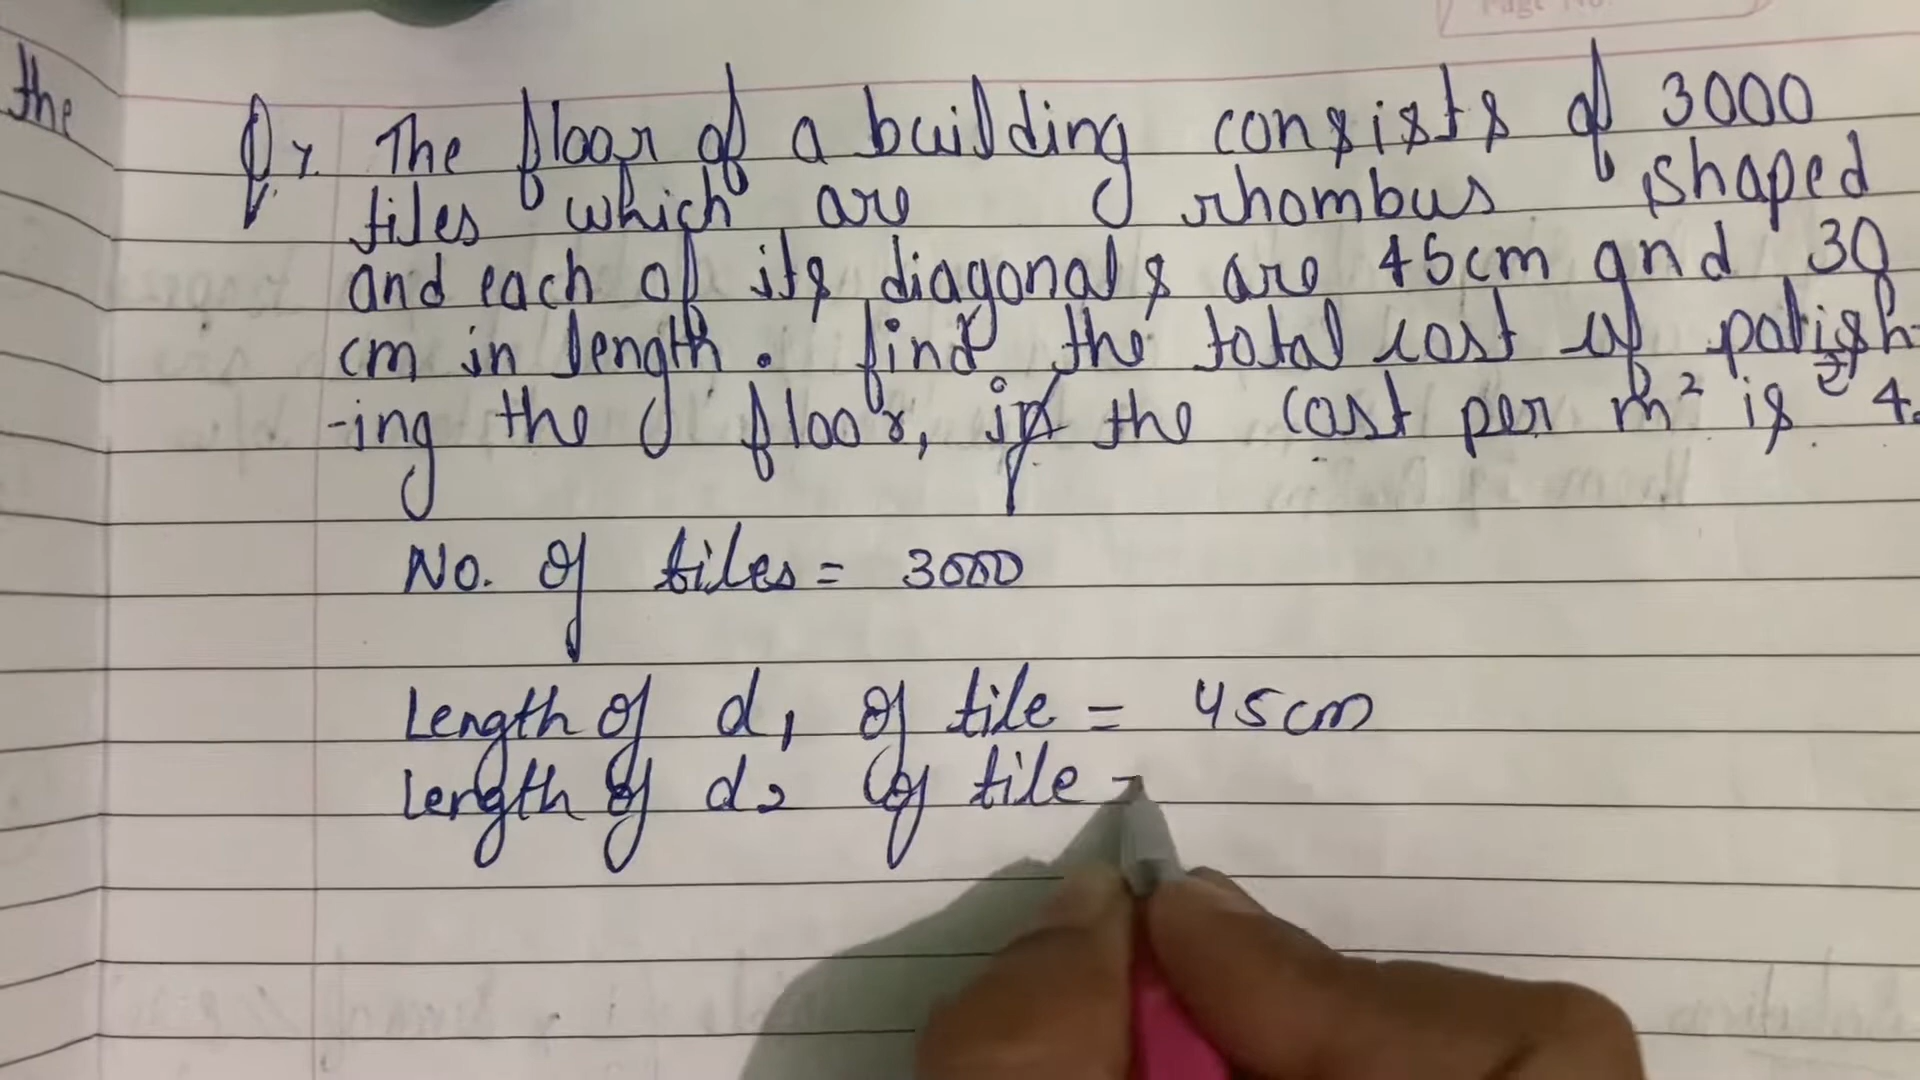 Page No.
the
Q7. The floor of a building consists of 3000
tiles which are rhombus shaped
and each of its diagonals are 45cm and 30
cm in length. find the total cost of polish-
-ing the floor, if the cost per m² is ₹ 4.
No. of tiles = 3000
Length of d₁ of tile = 45cm
Length of d₂ of tile =